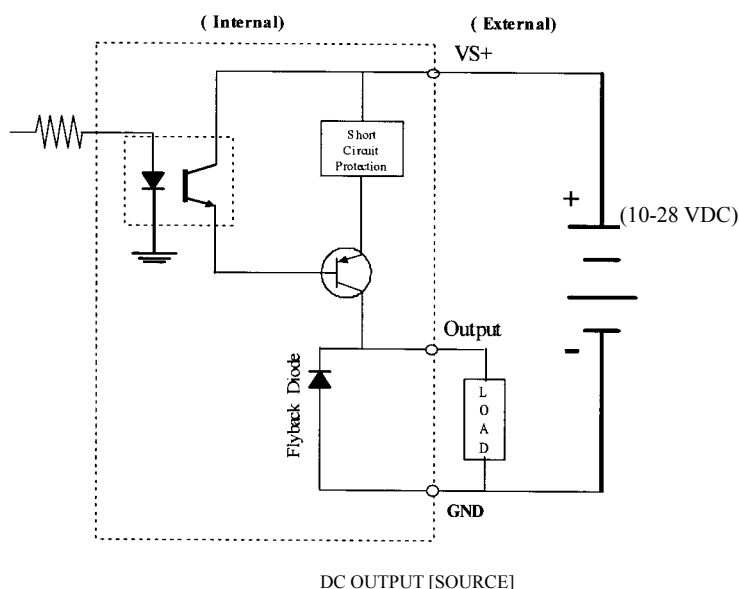 ( Internal)
( External)
VS+
Short
Circuit
Protection
+
(10-28 VDC)
Output
-
Flyback Diode
L
O
A
D
GND
DC OUTPUT [SOURCE]